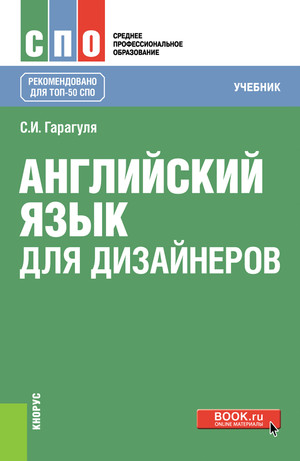 СПО
СРЕДНЕЕ
ПРОФЕССИОНАЛЬНОЕ
ОБРАЗОВАНИЕ
РЕКОМЕНДОВАНО
ДЛЯ ТОП-50 СПО
УЧЕБНИК
С.И. Гарагуля
АНГЛИЙСКИЙ
ЯЗЫК
ДЛЯ ДИЗАЙНЕРОВ
КНОРУС
BOOK.ru
ONLINE МАТЕРИАЛЫ